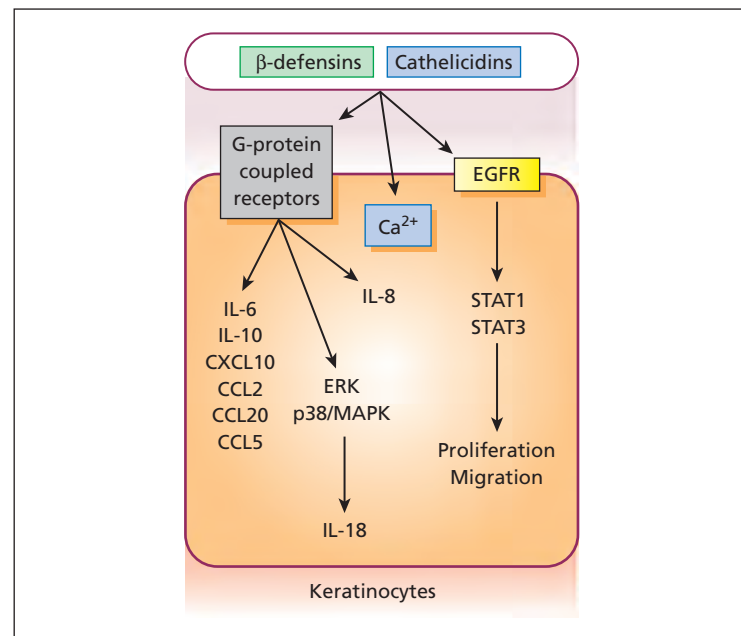 β-defensins
Cathelicidins
G-protein
coupled
receptors
EGFR
Ca²⁺
IL-8
IL-6
IL-10
CXCL10
CCL2
CCL20
CCL5
STAT1
STAT3
ERK
p38/MAPK
Proliferation
Migration
IL-18
Keratinocytes